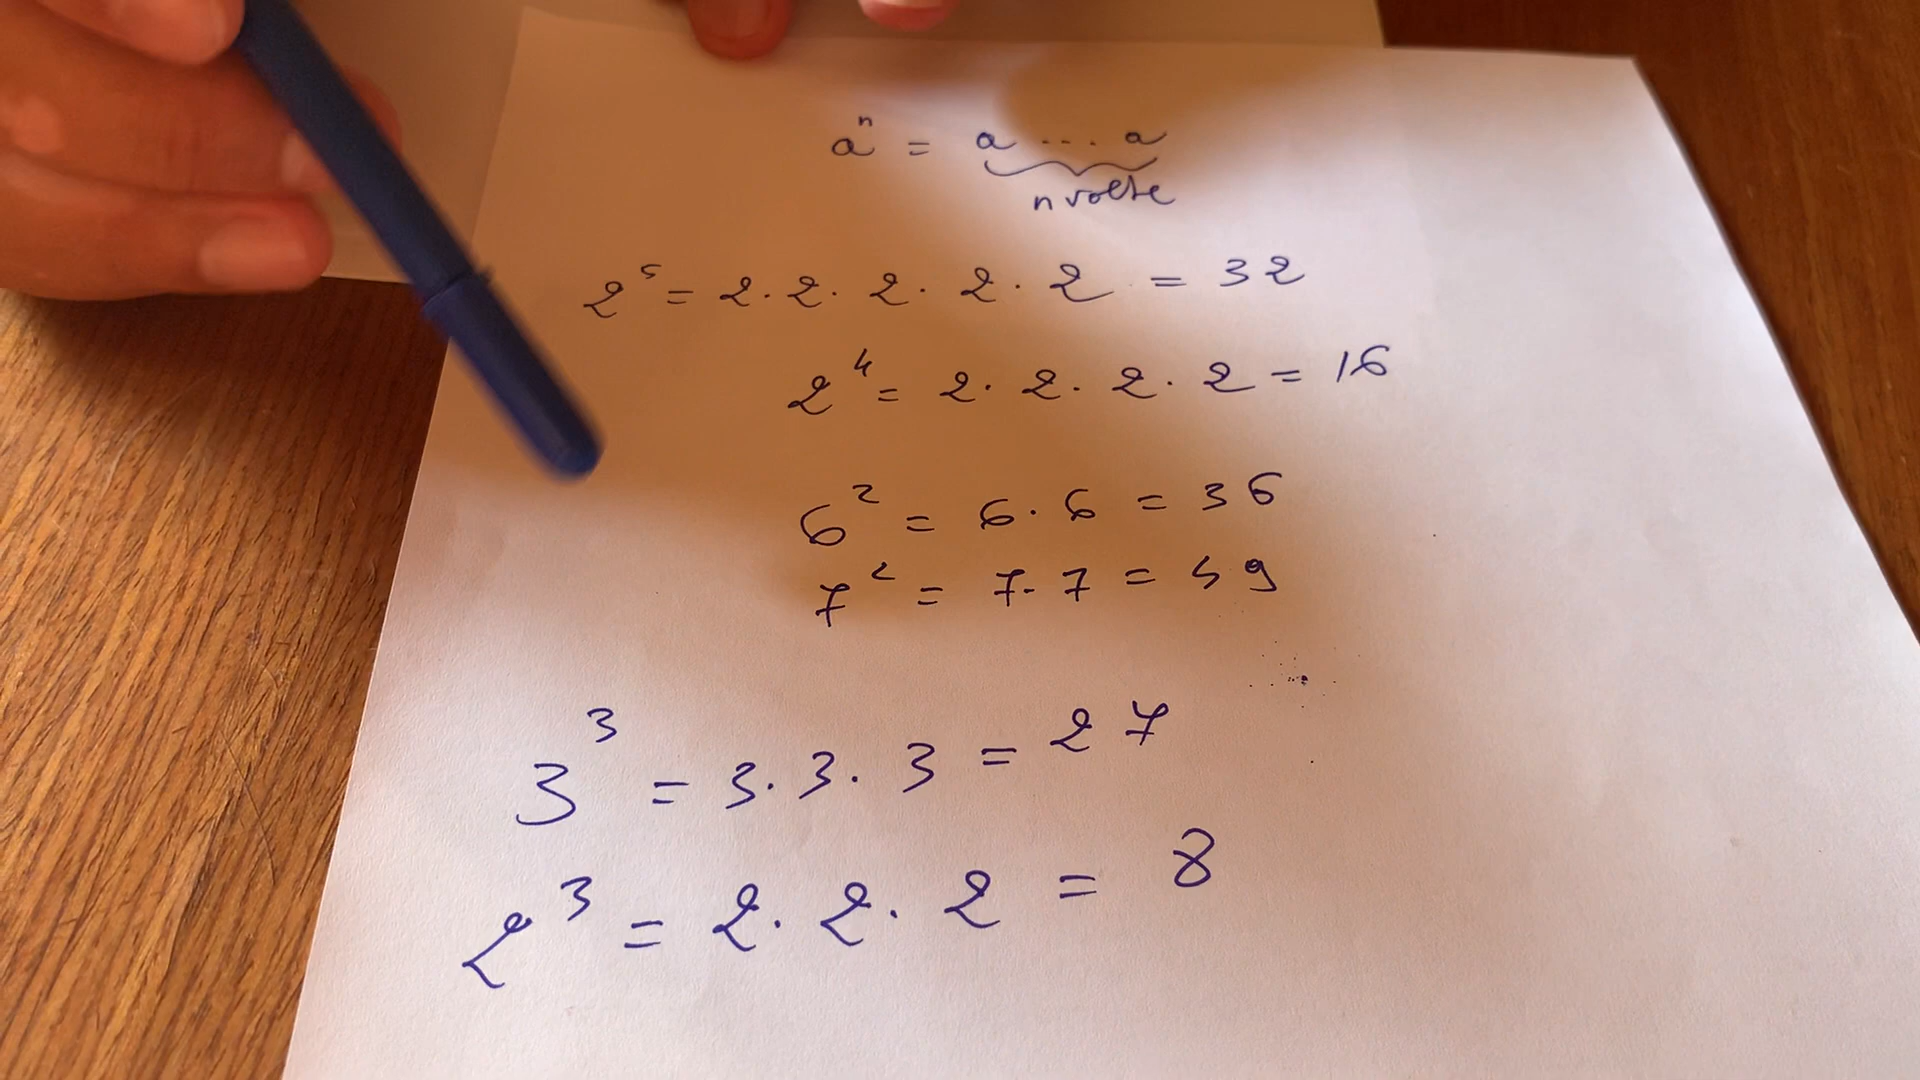 aⁿ = a ... a
n volte
2⁵ = 2 · 2 · 2 · 2 · 2 = 32
2⁴ = 2 · 2 · 2 · 2 = 16
6² = 6 · 6 = 36
7² = 7 · 7 = 49
3³ = 3 · 3 · 3 = 27
2³ = 2 · 2 · 2 = 8